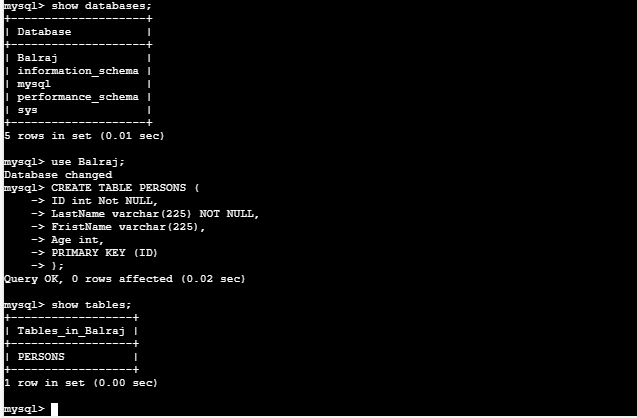 mysql> show databases;
+--------------------+
| Database           |
+--------------------+
| Balraj             |
| information_schema |
| mysql              |
| performance_schema |
| sys                |
+--------------------+
5 rows in set (0.01 sec)

mysql> use Balraj;
Database changed
mysql> CREATE TABLE PERSONS (
    -> ID int Not NULL,
    -> LastName varchar(225) NOT NULL,
    -> FristName varchar(225),
    -> Age int,
    -> PRIMARY KEY (ID)
    -> );
Query OK, 0 rows affected (0.02 sec)

mysql> show tables;
+------------------+
| Tables_in_Balraj |
+------------------+
| PERSONS          |
+------------------+
1 row in set (0.00 sec)

mysql>